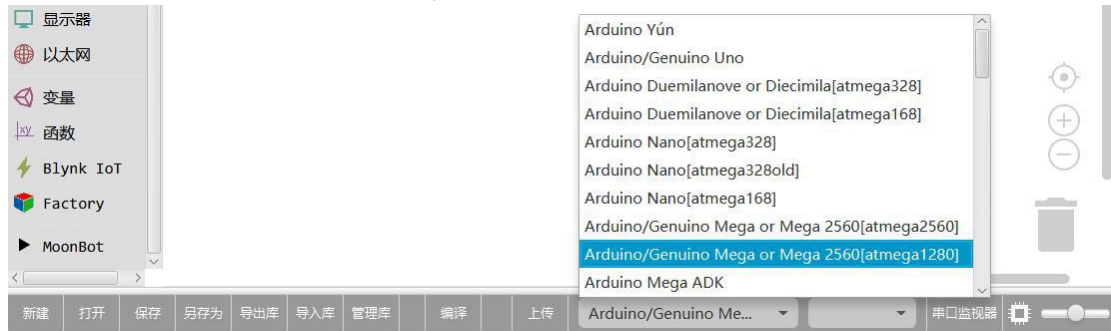 显示器
以太网
变量
函数
Blynk IoT
Factory
MoonBot
Arduino Yún
Arduino/Genuino Uno
Arduino Duemilanove or Diecimila[atmega328]
Arduino Duemilanove or Diecimila[atmega168]
Arduino Nano[atmega328]
Arduino Nano[atmega328old]
Arduino Nano[atmega168]
Arduino/Genuino Mega or Mega 2560[atmega2560]
Arduino/Genuino Mega or Mega 2560[atmega1280]
Arduino Mega ADK
新建 打开 保存 另存为 导出库 导入库 管理库 编译 上传 Arduino/Genuino Me... 串口监视器